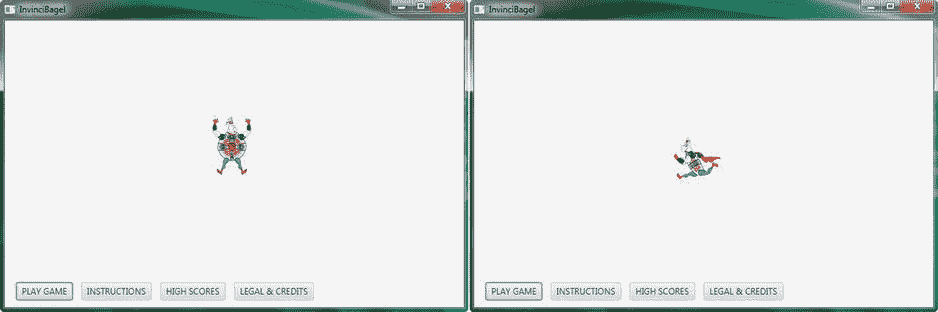 InvinciBagel
PLAY GAME INSTRUCTIONS HIGH SCORES LEGAL & CREDITS
InvinciBagel
PLAY GAME INSTRUCTIONS HIGH SCORES LEGAL & CREDITS